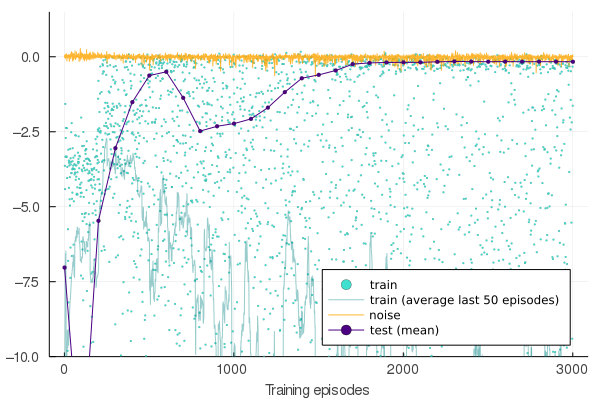 0.0
−2.5
−5.0
−7.5
−10.0
train
train (average last 50 episodes)
noise
test (mean)
0
1000
2000
3000
Training episodes